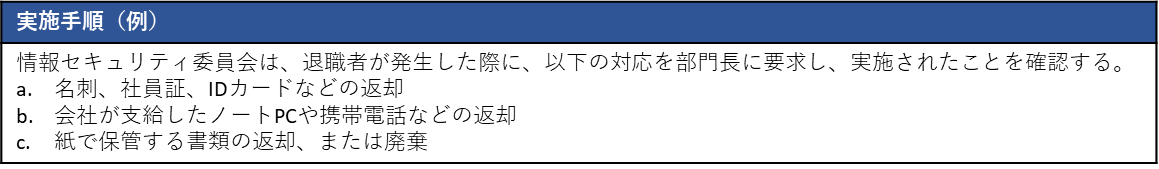 実施手順（例）
情報セキュリティ委員会は、退職者が発生した際に、以下の対応を部門長に要求し、実施されたことを確認する。
a. 名刺、社員証、IDカードなどの返却
b. 会社が支給したノートPCや携帯電話などの返却
c. 紙で保管する書類の返却、または廃棄